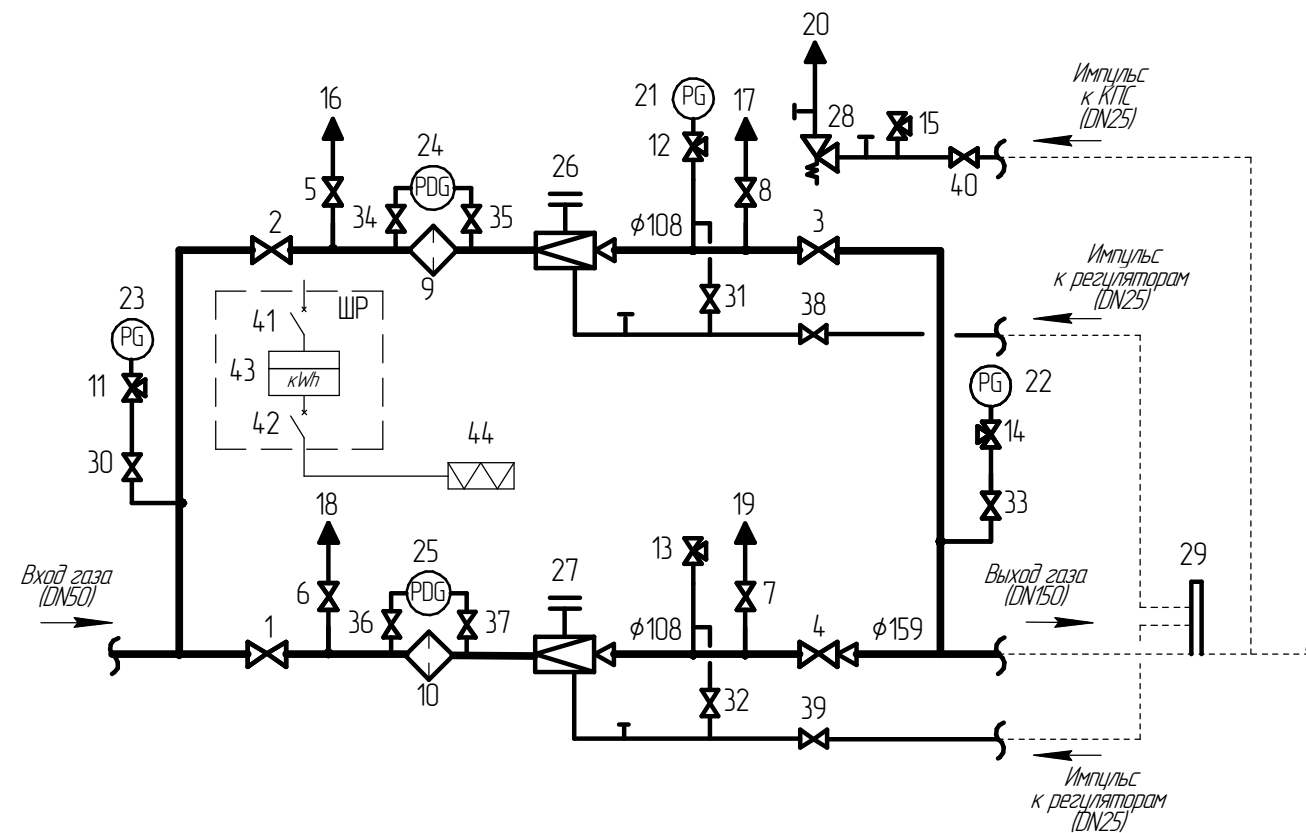 20
16
21
PG
17
28
15
Импульс
к КПС
(DN25)
24
PDG
26
12
40
5
34
35
8
2
φ108
3
9
Импульс
к регуляторам
(DN25)
31
38
23
PG
41
ШР
43
кWh
PG
22
11
42
44
14
30
33
18
19
25
PDG
27
13
29
Вход газа
(DN50)
6
7
Выход газа
(DN150)
1
36
37
φ108
4
φ159
10
32
39
Импульс
к регуляторам
(DN25)